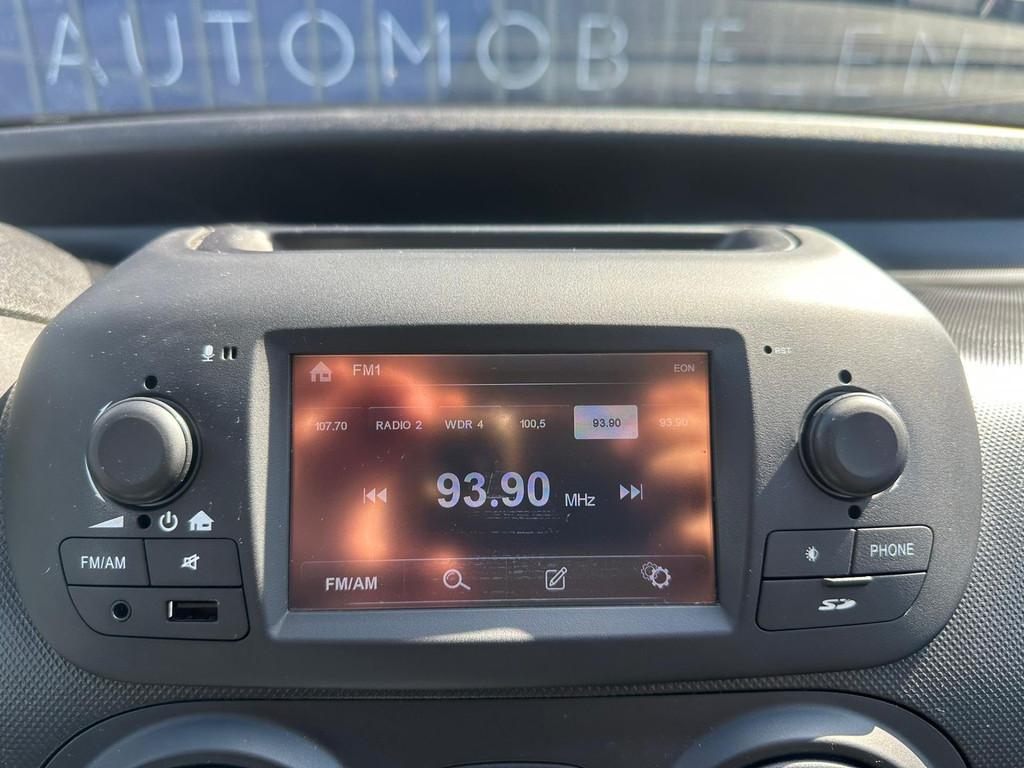 AUTOMOB E EN
FM1 EON
107.70 RADIO 2 WDR 4 100,5 93.90 93.90
93.90 MHz
FM/AM
RST
FM/AM
PHONE
SD